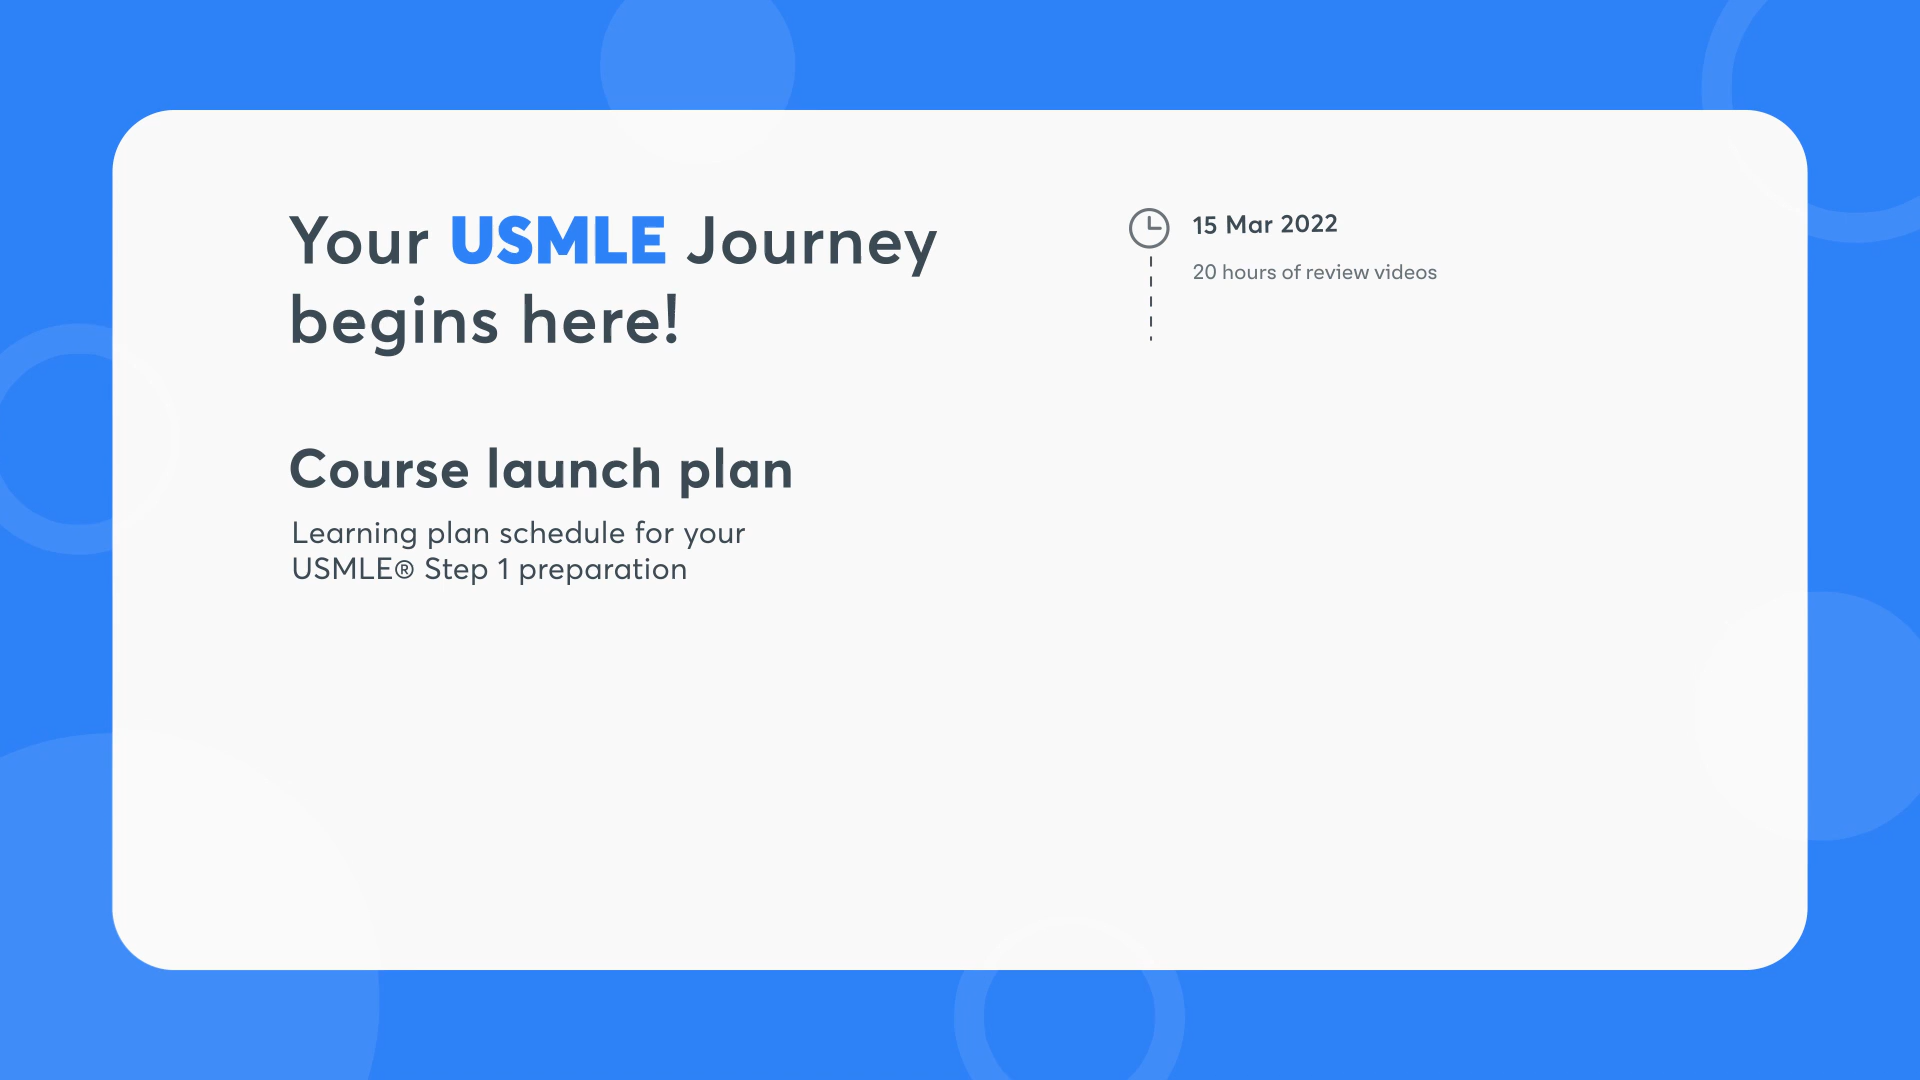 Your USMLE Journey
begins here!
Course launch plan
Learning plan schedule for your
USMLE® Step 1 preparation
15 Mar 2022
20 hours of review videos